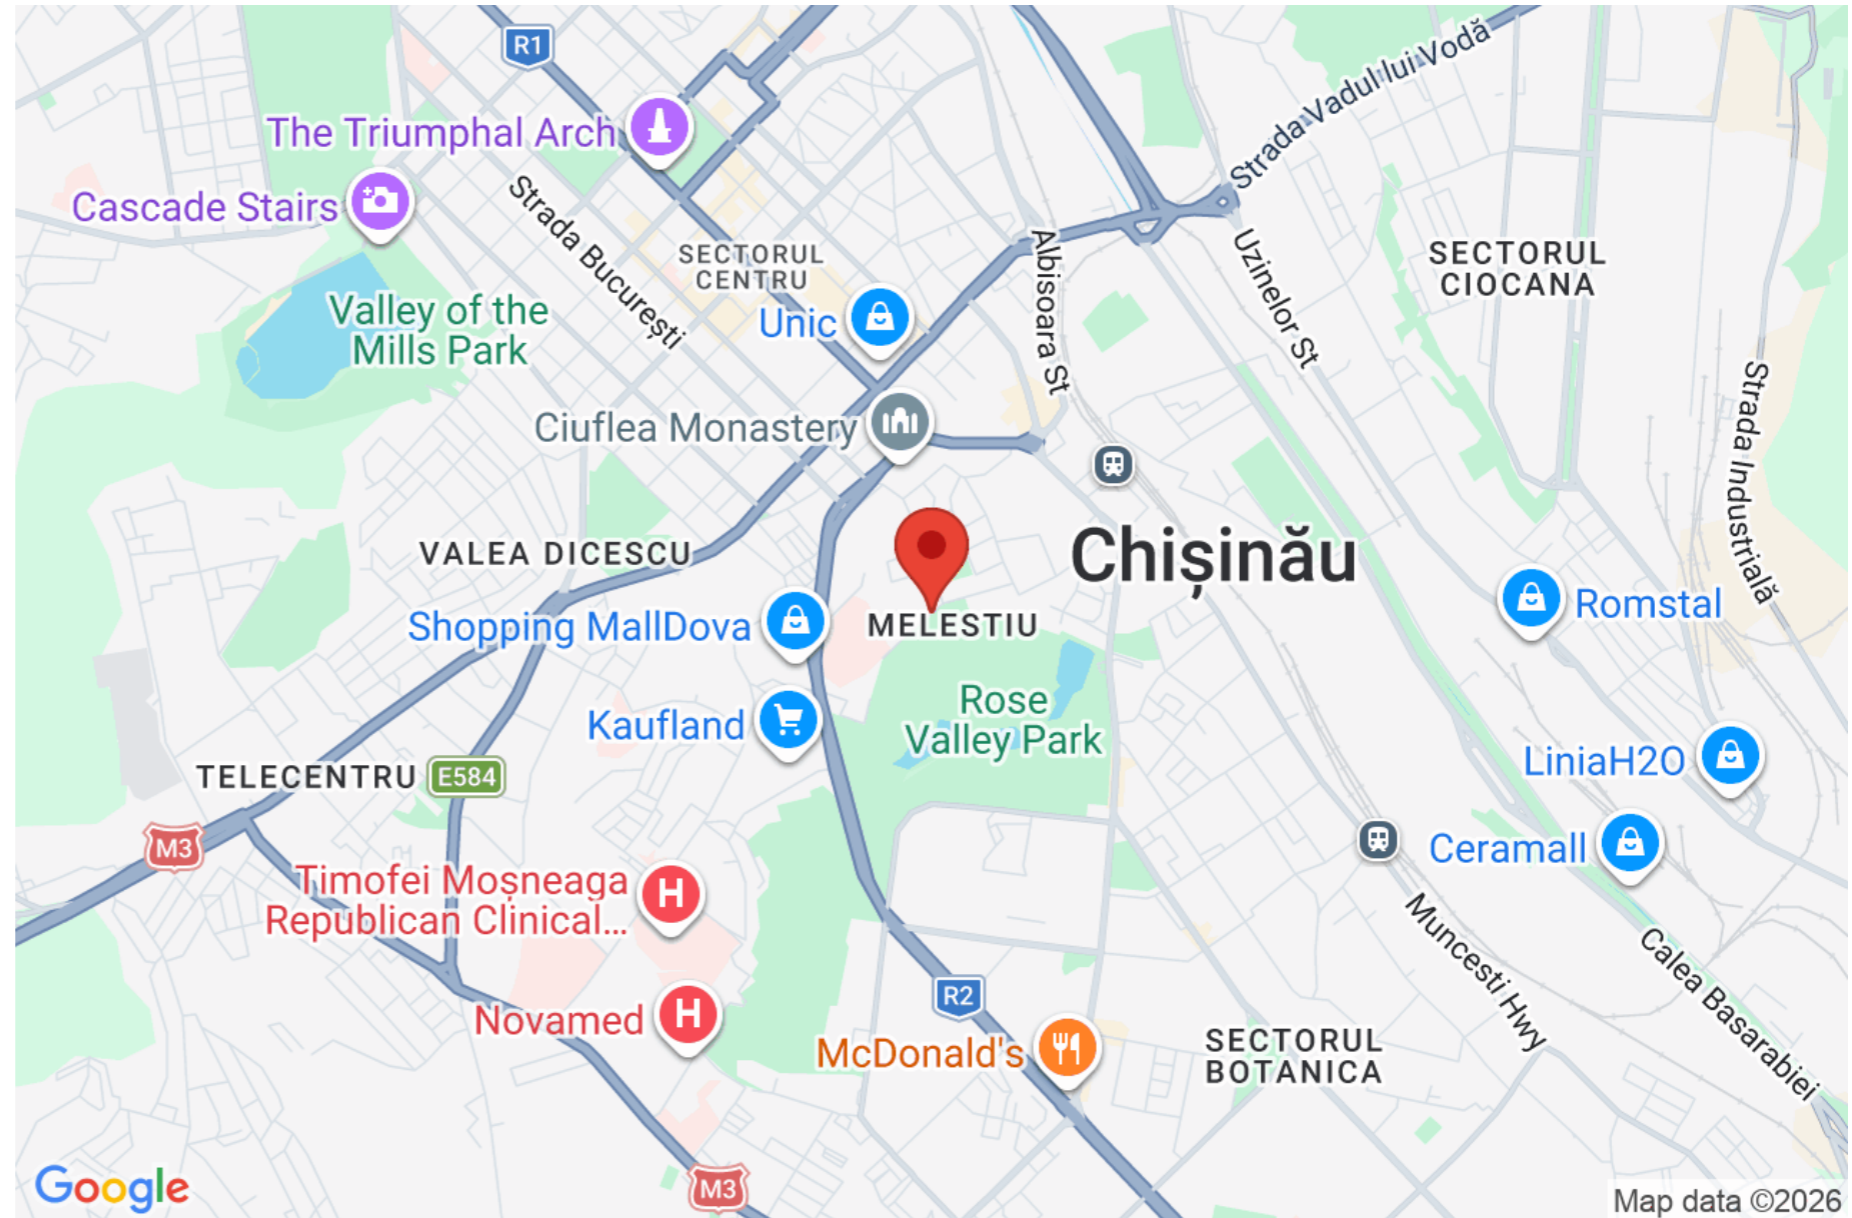 R1
The Triumphal Arch
Cascade Stairs
Strada București
Strada Vadul lui Vodă
SECTORUL
CENTRU
Albisoara St
Uzinelor St
SECTORUL
CIOCANA
Valley of the
Mills Park
Unic
Strada Industrială
Ciuflea Monastery
VALEA DICESCU
Chișinău
Shopping MallDova
MELESTIU
Romstal
Kaufland
Rose
Valley Park
TELECENTRU
E584
LiniaH2O
M3
Ceramall
Timofei Moșneaga
Republican Clinical...
Muncesti Hwy
Calea Basarabiei
R2
Novamed
McDonald's
SECTORUL
BOTANICA
M3
Google
Map data ©2026